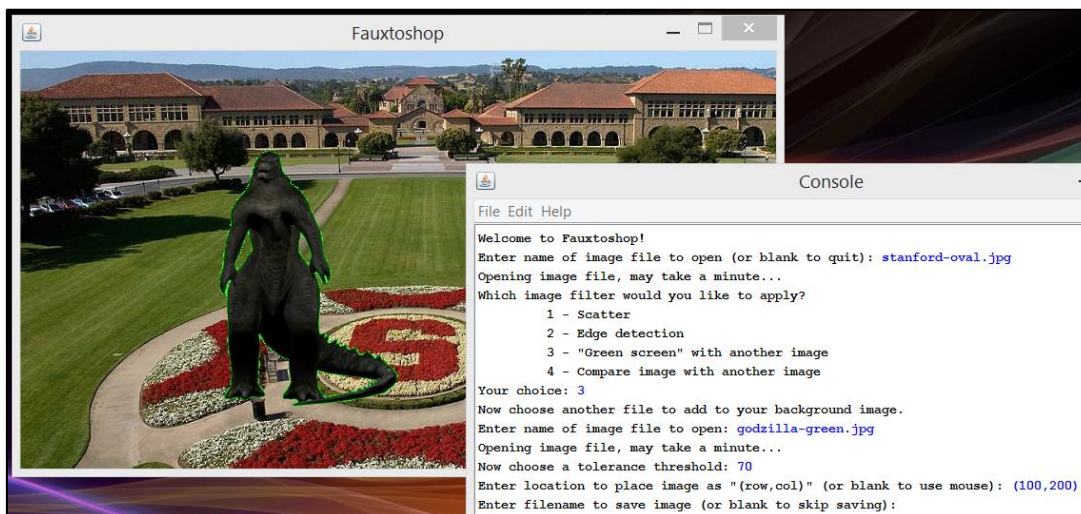 Fauxtoshop
Console
File Edit Help
Welcome to Fauxtoshop!
Enter name of image file to open (or blank to quit): stanford-oval.jpg
Opening image file, may take a minute...
Which image filter would you like to apply?
1 - Scatter
2 - Edge detection
3 - "Green screen" with another image
4 - Compare image with another image
Your choice: 3
Now choose another file to add to your background image.
Enter name of image file to open: godzilla-green.jpg
Opening image file, may take a minute...
Now choose a tolerance threshold: 70
Enter location to place image as "(row,col)" (or blank to use mouse): (100,200)
Enter filename to save image (or blank to skip saving):